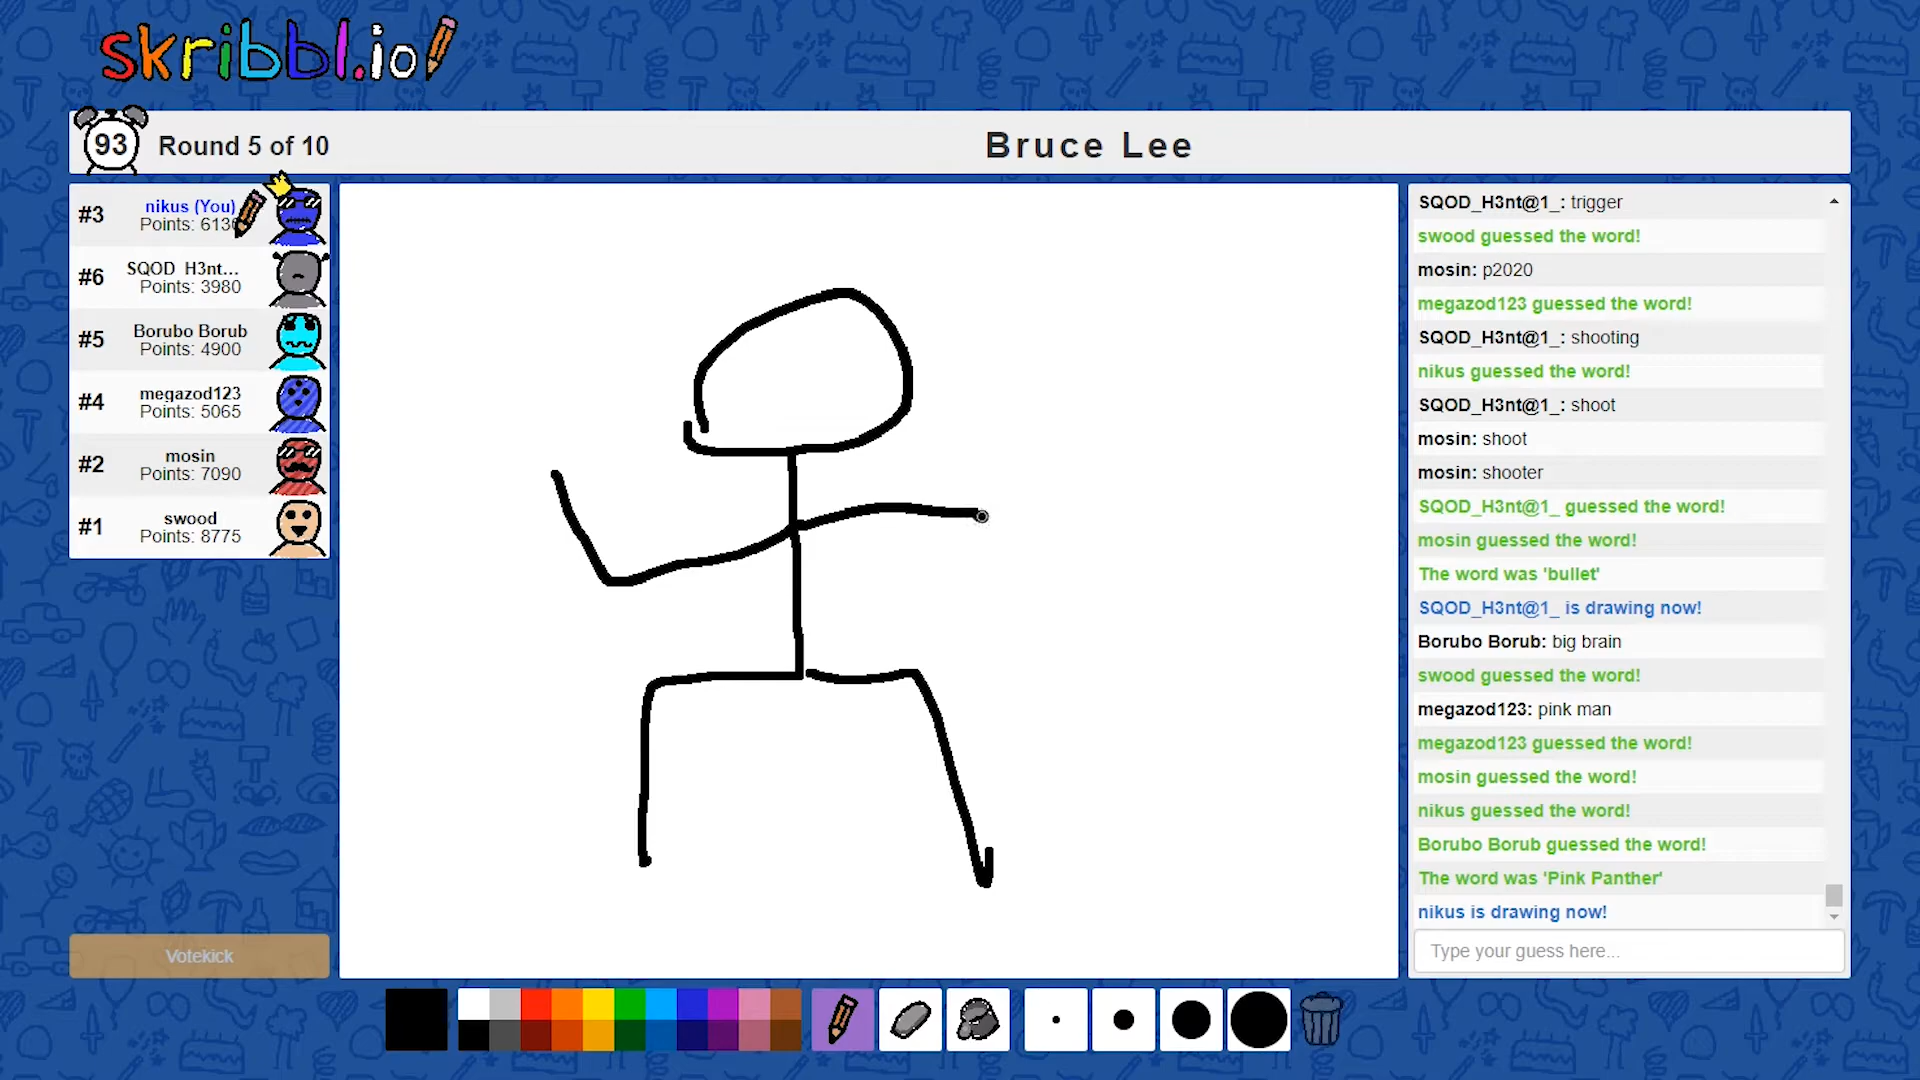 skribbl.io
93
Round 5 of 10
Bruce Lee
#3
nikus (You)
Points: 6130
#6
SQOD H3nt...
Points: 3980
#5
Borubo Borub
Points: 4900
#4
megazod123
Points: 5065
#2
mosin
Points: 7090
#1
swood
Points: 8775
Votekick
SQOD_H3nt@1_: trigger
swood guessed the word!
mosin: p2020
megazod123 guessed the word!
SQOD_H3nt@1_: shooting
nikus guessed the word!
SQOD_H3nt@1_: shoot
mosin: shoot
mosin: shooter
SQOD_H3nt@1_ guessed the word!
mosin guessed the word!
The word was 'bullet'
SQOD_H3nt@1_ is drawing now!
Borubo Borub: big brain
swood guessed the word!
megazod123: pink man
megazod123 guessed the word!
mosin guessed the word!
nikus guessed the word!
Borubo Borub guessed the word!
The word was 'Pink Panther'
nikus is drawing now!
Type your guess here...